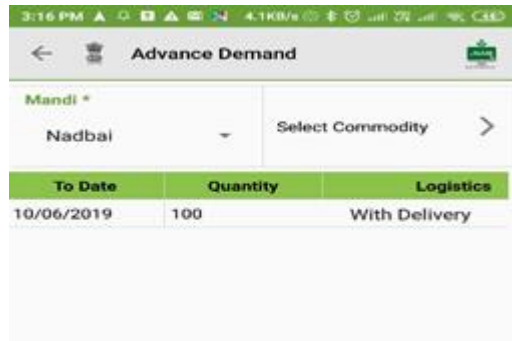 3:16 PM 4.1KB/s
Advance Demand
Mandi *
Nadbai
Select Commodity
To Date Quantity Logistics
10/06/2019 100 With Delivery